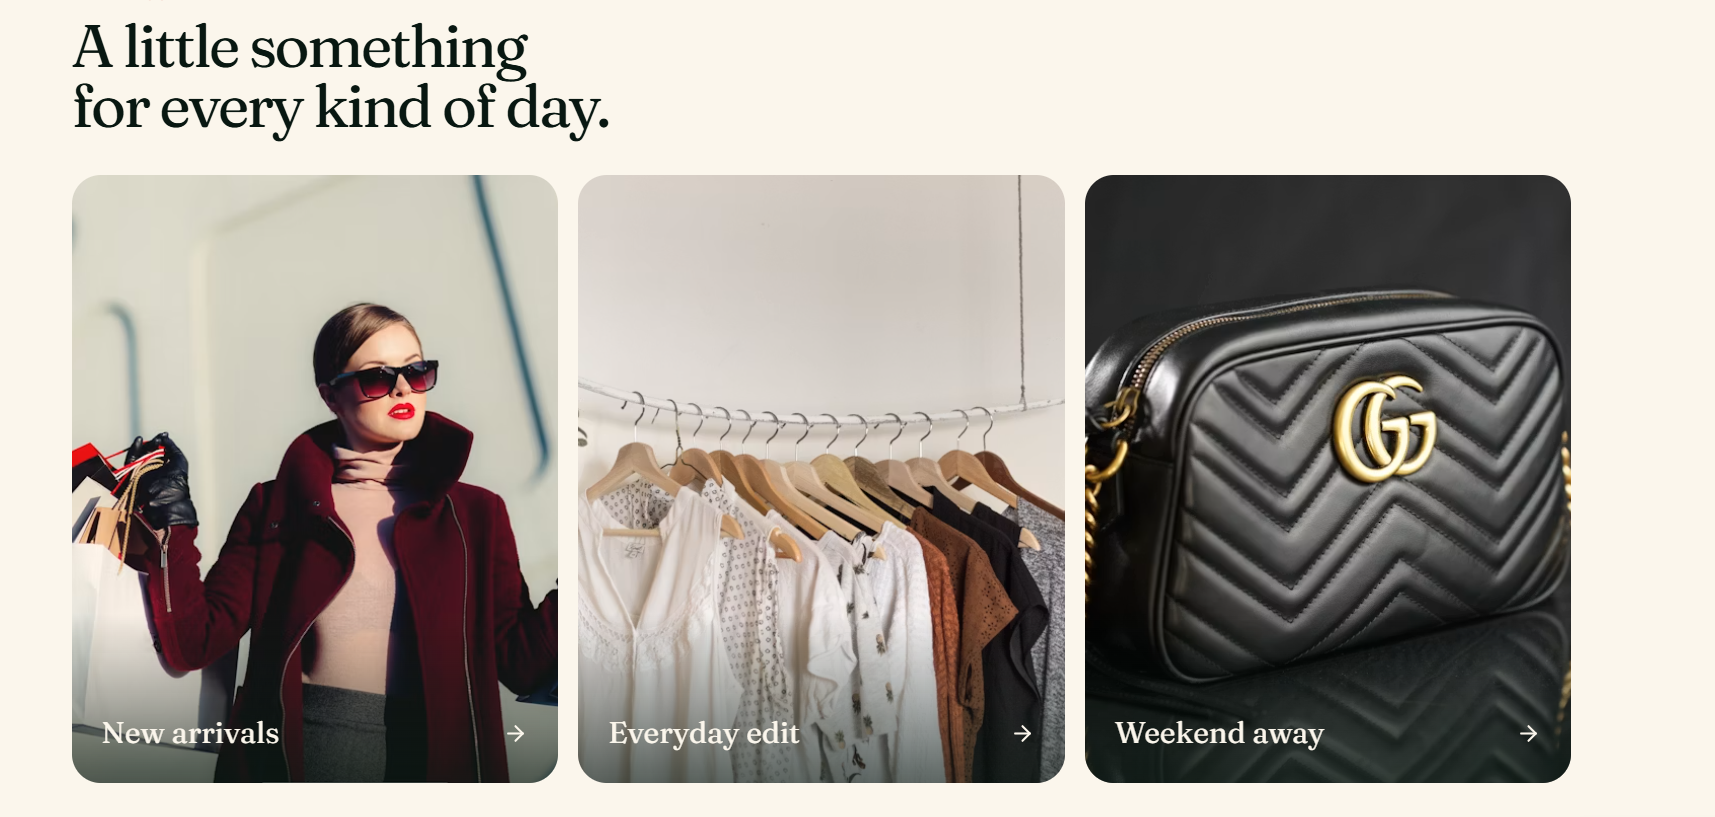 A little something
for every kind of day.
New arrivals
Everyday edit
Weekend away